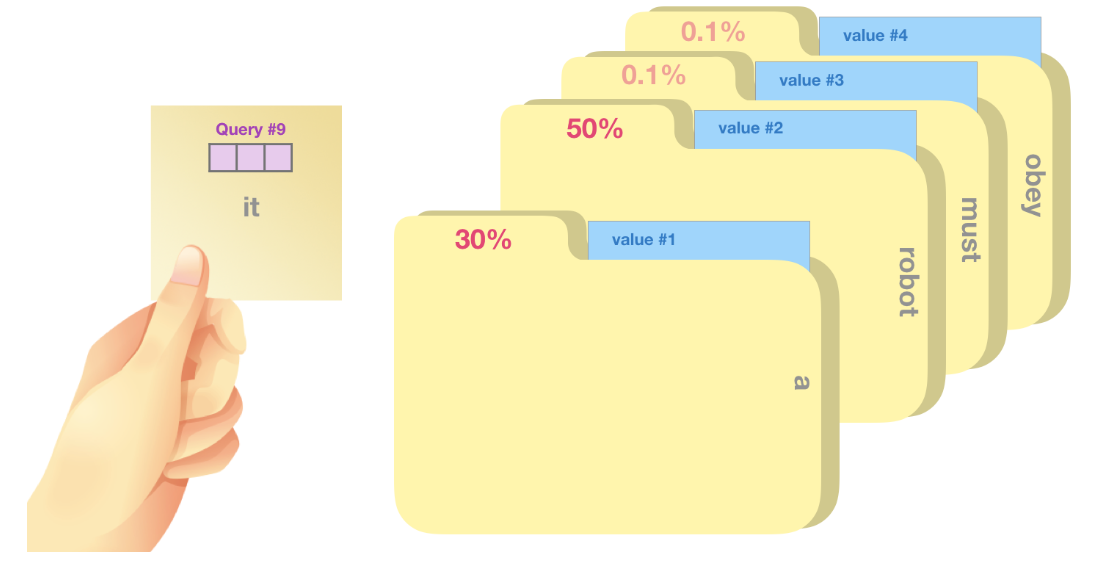 Query #9
it
30%
value #1
a
50%
value #2
robot
0.1%
value #3
must
0.1%
value #4
obey